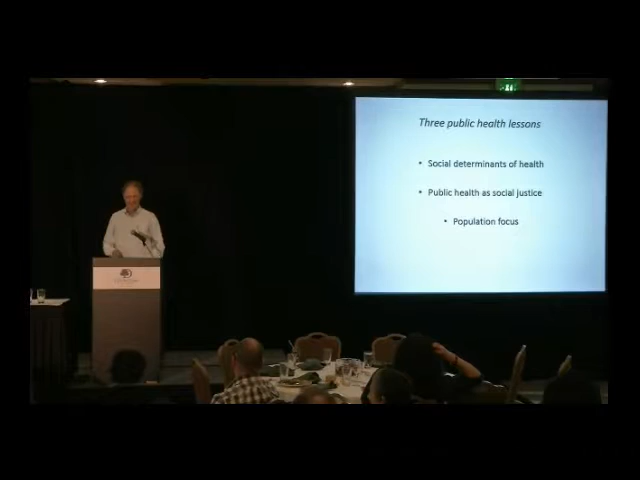 Three public health lessons
• Social determinants of health
• Public health as social justice
• Population focus